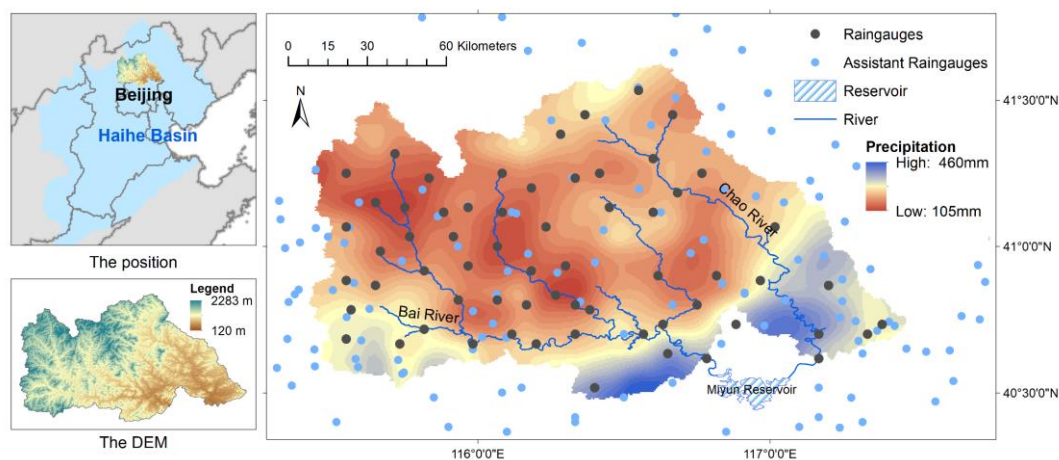 Beijing
Haihe Basin
The position
Legend
2283 m
120 m
The DEM
0 15 30 60 Kilometers
N
Raingauges
Assistant Raingauges
Reservoir
River
Precipitation
High: 460mm
Low: 105mm
Chao River
Bai River
Miyun Reservoir
41°30'0"N
41°0'0"N
40°30'0"N
116°0'0"E
117°0'0"E